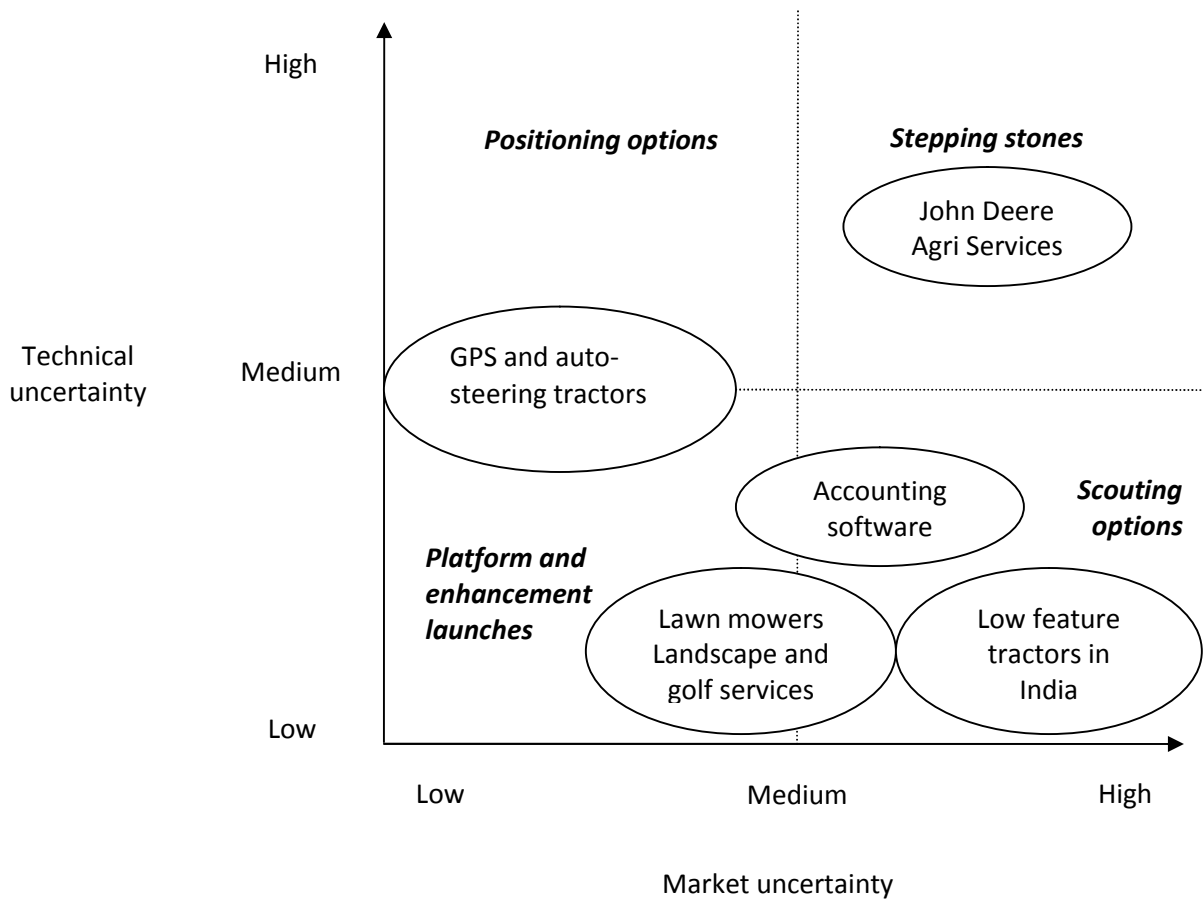 High
Positioning options
Stepping stones
John Deere
Agri Services
Technical
uncertainty
Medium
GPS and auto-
steering tractors
Accounting
software
Scouting
options
Platform and
enhancement
launches
Lawn mowers
Landscape and
golf services
Low feature
tractors in
India
Low
Low
Medium
High
Market uncertainty